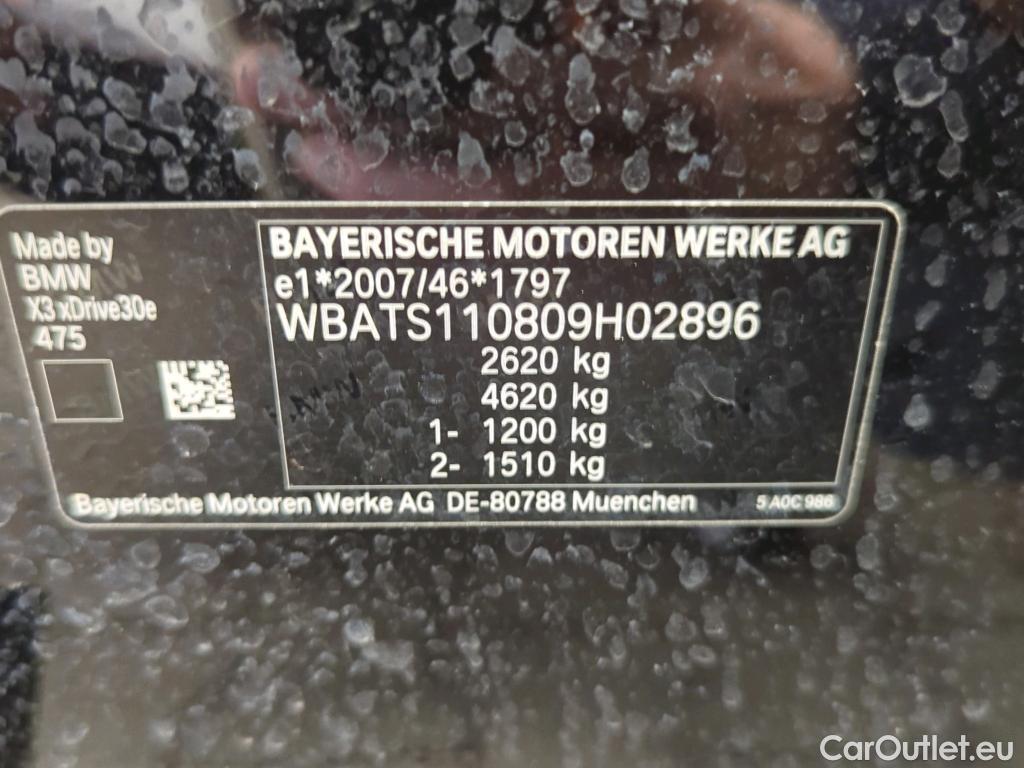 Made by
BMW
X3 xDrive30e
475
BAYERISCHE MOTOREN WERKE AG
e1*2007/46*1797
WBATS110809H02896
2620 kg
4620 kg
1- 1200 kg
2- 1510 kg
Bayerische Motoren Werke AG DE-80788 Muenchen
5 A0C 986
CarOutlet.eu